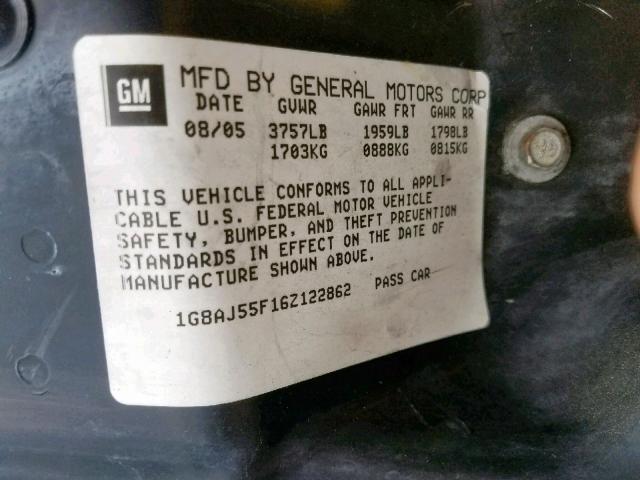 GM
MFD BY GENERAL MOTORS CORP
DATE GVWR GAWR FRT GAWR RR
08/05 3757LB 1959LB 1798LB
1703KG 0888KG 0815KG
THIS VEHICLE CONFORMS TO ALL APPLI-
CABLE U.S. FEDERAL MOTOR VEHICLE
SAFETY, BUMPER, AND THEFT PREVENTION
STANDARDS IN EFFECT ON THE DATE OF
MANUFACTURE SHOWN ABOVE.
1G8AJ55F16Z122862 PASS CAR